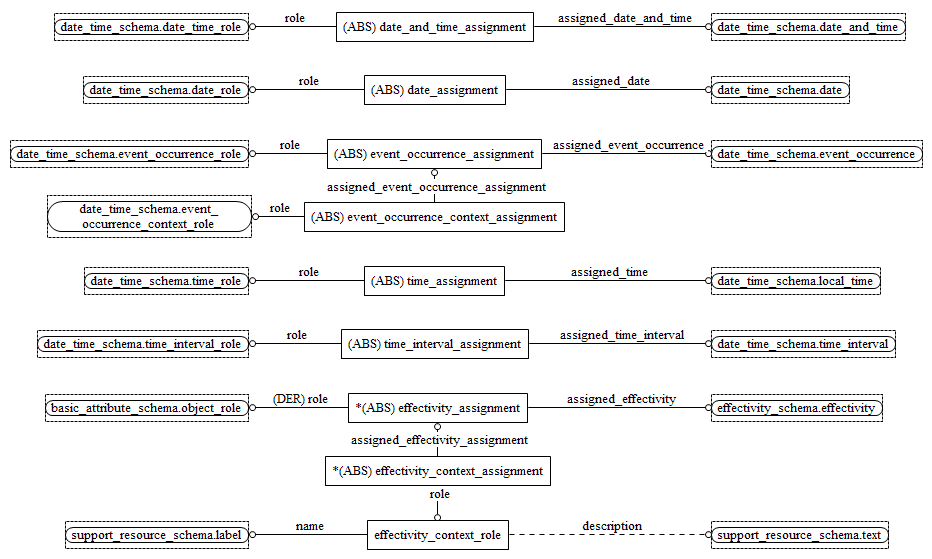 role
assigned_date_and_time
date_time_schema.date_time_role
(ABS) date_and_time_assignment
date_time_schema.date_and_time
role
assigned_date
date_time_schema.date_role
(ABS) date_assignment
date_time_schema.date
role
assigned_event_occurrence
date_time_schema.event_occurrence_role
(ABS) event_occurrence_assignment
date_time_schema.event_occurrence
assigned_event_occurrence_assignment
date_time_schema.event_
occurrence_context_role
role
(ABS) event_occurrence_context_assignment
role
assigned_time
date_time_schema.time_role
(ABS) time_assignment
date_time_schema.local_time
role
assigned_time_interval
date_time_schema.time_interval_role
(ABS) time_interval_assignment
date_time_schema.time_interval
(DER) role
assigned_effectivity
basic_attribute_schema.object_role
*(ABS) effectivity_assignment
effectivity_schema.effectivity
assigned_effectivity_assignment
*(ABS) effectivity_context_assignment
role
name
description
support_resource_schema.label
effectivity_context_role
support_resource_schema.text